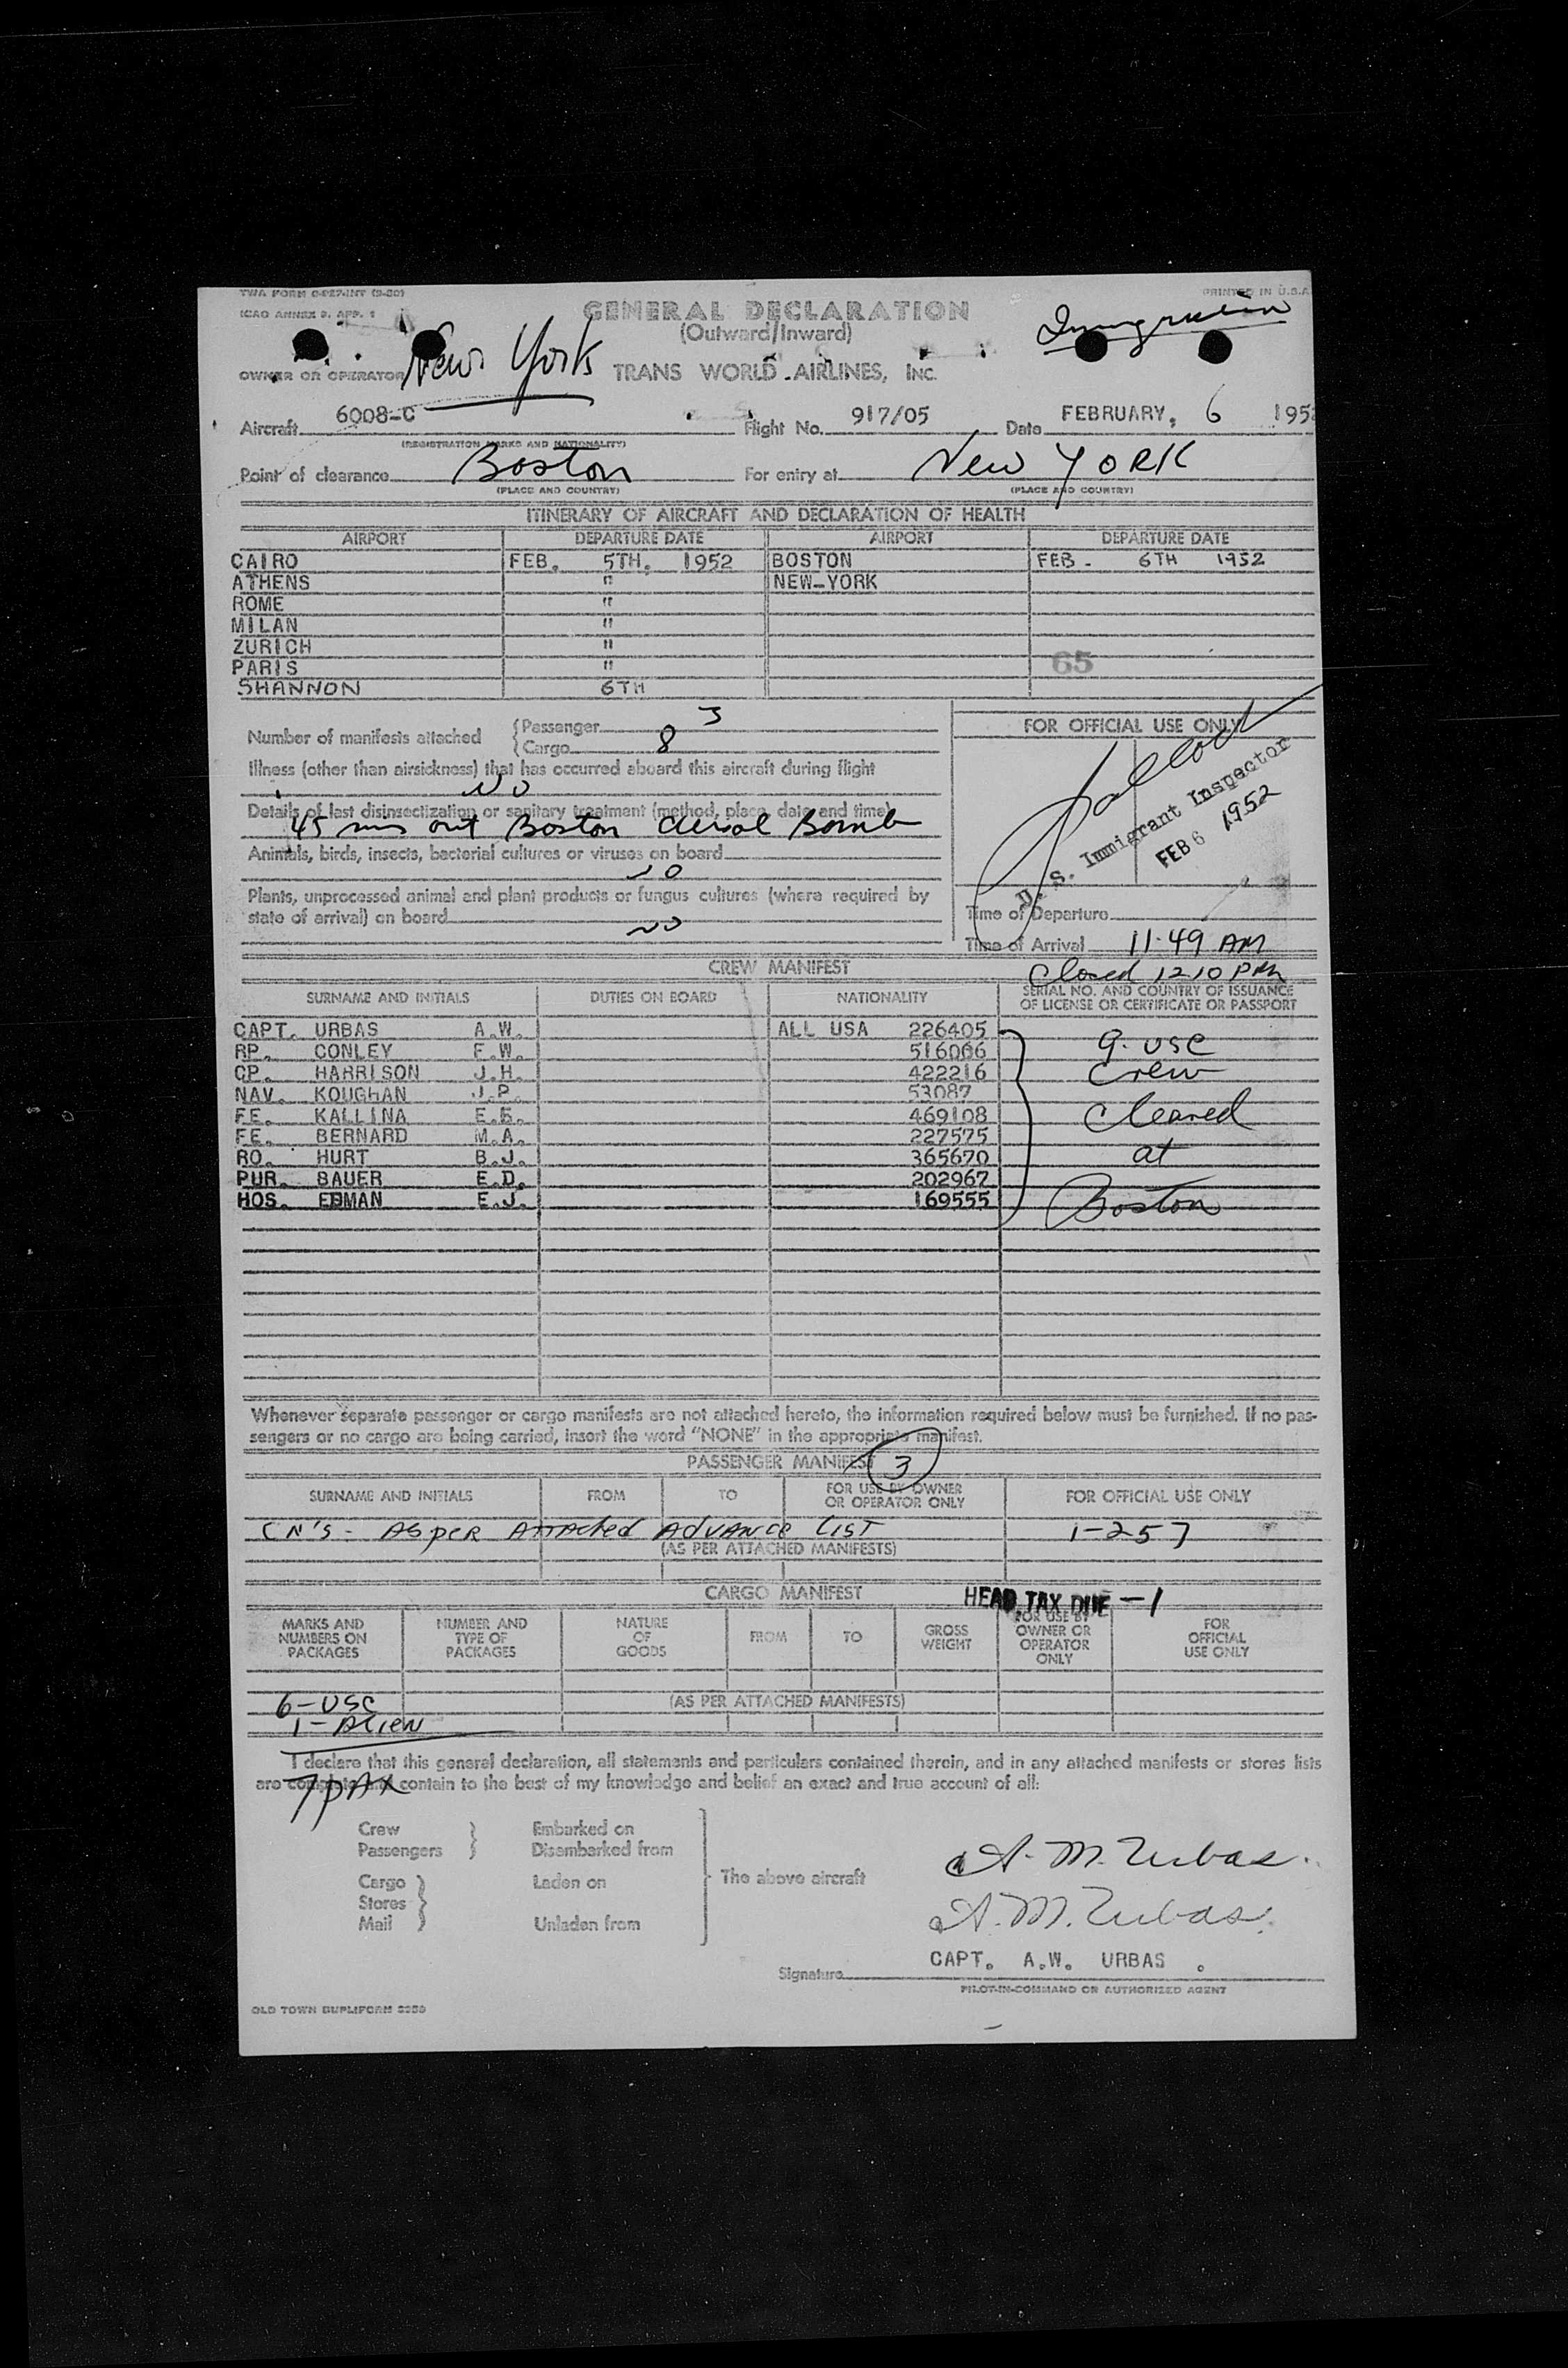 TWA FORM O-927-INT (9-50)
PRINTED IN U.S.A.
ICAO ANNEX 9. APP. 1
GENERAL DECLARATION
(Outward/Inward)
Immigration
New York
OWNER OR OPERATOR TRANS WORLD AIRLINES, INC.
Aircraft 6008-C Flight No. 917/05 Date FEBRUARY, 6 195
(REGISTRATION MARKS AND NATIONALITY)
Point of clearance Boston For entry at New YORK
(PLACE AND COUNTRY) (PLACE AND COUNTRY)
ITINERARY OF AIRCRAFT AND DECLARATION OF HEALTH
AIRPORT DEPARTURE DATE AIRPORT DEPARTURE DATE
CAIRO FEB. 5TH. 1952 BOSTON FEB - 6TH 1952
ATHENS " NEW-YORK
ROME "
MILAN "
ZURICH "
PARIS " 65
SHANNON 6TH
Number of manifests attached
{Passenger 3
{Cargo 8
FOR OFFICIAL USE ONLY
Illness (other than airsickness) that has occurred aboard this aircraft during flight
NO
Details of last disinsectization or sanitary treatment (method, place, date and time)
45 mins out Boston Aerial Bomb
Animals, birds, insects, bacterial cultures or viruses on board
NO
Plants, unprocessed animal and plant products or fungus cultures (where required by
state of arrival) on board
NO
U. S. Immigrant Inspector
FEB 6 1952
Time of Departure
Time of Arrival 11.49 AM
Closed 12 10 PM
CREW MANIFEST
SURNAME AND INITIALS DUTIES ON BOARD NATIONALITY SERIAL NO. AND COUNTRY OF ISSUANCE
OF LICENSE OR CERTIFICATE OR PASSPORT
CAPT. URBAS A.W. ALL USA 226405
RP. CONLEY F.W. 516066
CP. HARRISON J.H. 422216
NAV. KOUGHAN J.P. 53087
FE. KALLINA E.E. 469108
FE. BERNARD M.A. 227575
RO. HURT B.J. 365670
PUR. BAUER E.D. 202967
HOS. EDMAN E.J. 169555
9. USC
Crew
Cleared
at
Boston
Whenever separate passenger or cargo manifests are not attached hereto, the information required below must be furnished. If no pas-
sengers or no cargo are being carried, insert the word "NONE" in the appropriate manifest.
PASSENGER MANIFEST 3
SURNAME AND INITIALS FROM TO FOR USE BY OWNER
OR OPERATOR ONLY FOR OFFICIAL USE ONLY
CN'S - AS PER ATTACHED ADVANCE LIST 1-257
(AS PER ATTACHED MANIFESTS)
CARGO MANIFEST HEAD TAX DUE - 1
MARKS AND
NUMBERS ON
PACKAGES
NUMBER AND
TYPE OF
PACKAGES
NATURE
OF
GOODS
FROM
TO
GROSS
WEIGHT
FOR USE BY
OWNER OR
OPERATOR
ONLY
FOR
OFFICIAL
USE ONLY
6-USC (AS PER ATTACHED MANIFESTS)
1-Alien
7 PAX
I declare that this general declaration, all statements and particulars contained therein, and in any attached manifests or stores lists
are complete and contain to the best of my knowledge and belief an exact and true account of all:
Crew } Embarked on
Passengers } Disembarked from
The above aircraft
Cargo } Laden on
Stores
Mail } Unladen from
A. M. Urbas.
A. M. Urbas.
CAPT. A.W. URBAS .
Signature
PILOT-IN-COMMAND OR AUTHORIZED AGENT
OLD TOWN DUPLIFORM